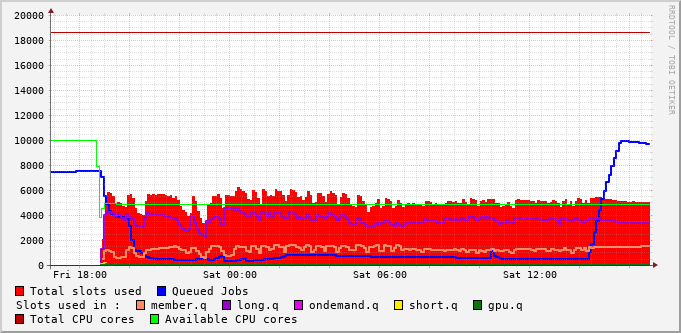 20000
18000
16000
14000
12000
10000
8000
6000
4000
2000
0
Fri 18:00 Sat 00:00 Sat 06:00 Sat 12:00
Total slots used Queued Jobs
Slots used in : member.q long.q ondemand.q short.q gpu.q
Total CPU cores Available CPU cores
RRDTOOL / TOBI OETIKER